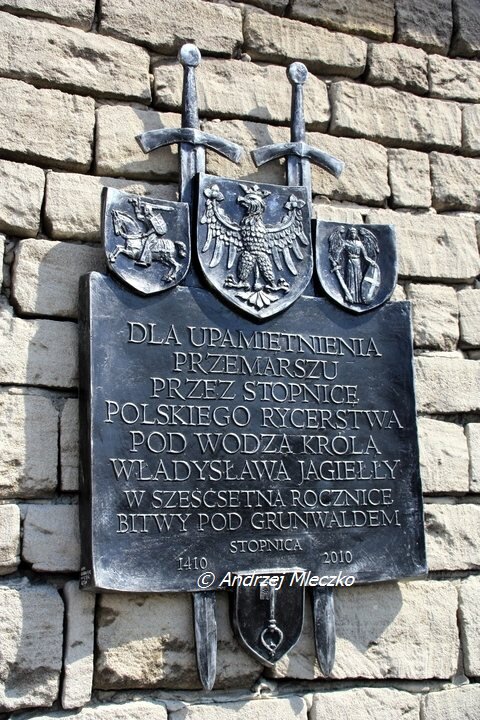 DLA UPAMIĘTNIENIA
PRZEMARSZU
PRZEZ STOPNICĘ
POLSKIEGO RYCERSTWA
POD WODZĄ KRÓLA
WŁADYSŁAWA JAGIEŁŁY
W SZEŚĆSETNĄ ROCZNICĘ
BITWY POD GRUNWALDEM
STOPNICA
1410 2010
© Andrzej Mleczko